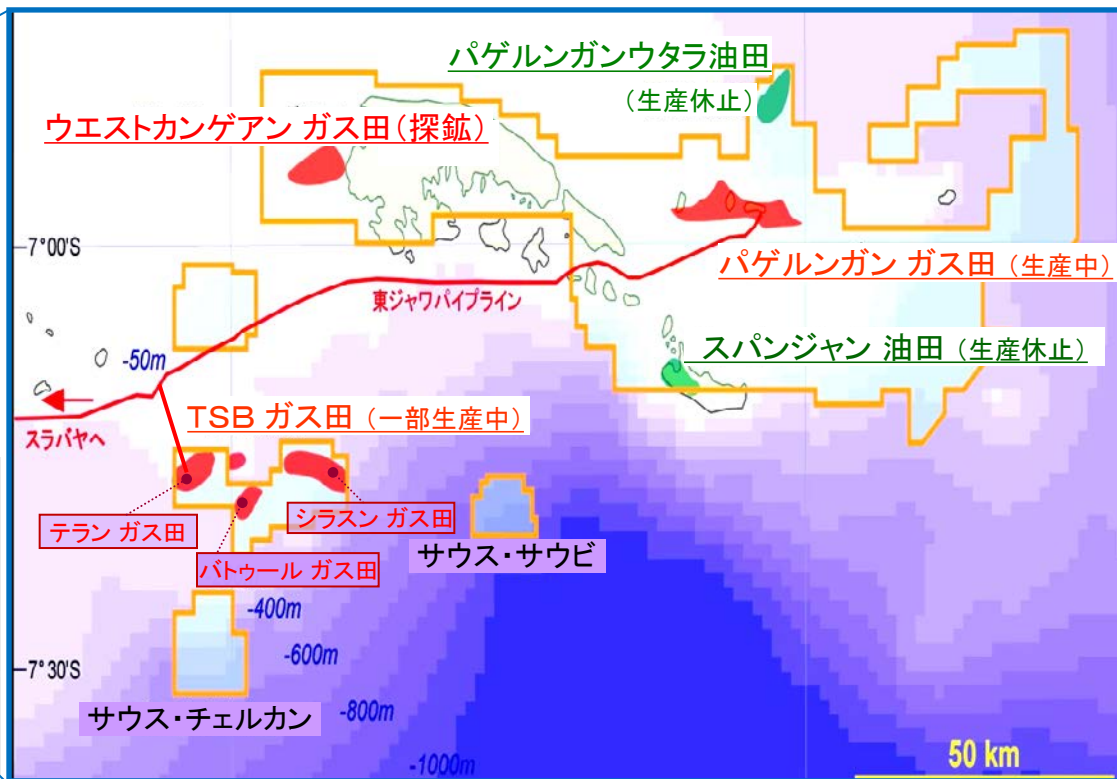 パゲルンガンウタラ油田
(生産休止)
ウエストカンゲアン ガス田(探鉱)
7°00'S
パゲルンガン ガス田 (生産中)
東ジャワパイプライン
スパンジャン 油田 (生産休止)
-50m
TSB ガス田 (一部生産中)
スラバヤへ
テラン ガス田
シラスン ガス田
バトゥール ガス田
サウス・サウビ
-400m
-600m
7°30'S
サウス・チェルカン
-800m
-1000m
50 km